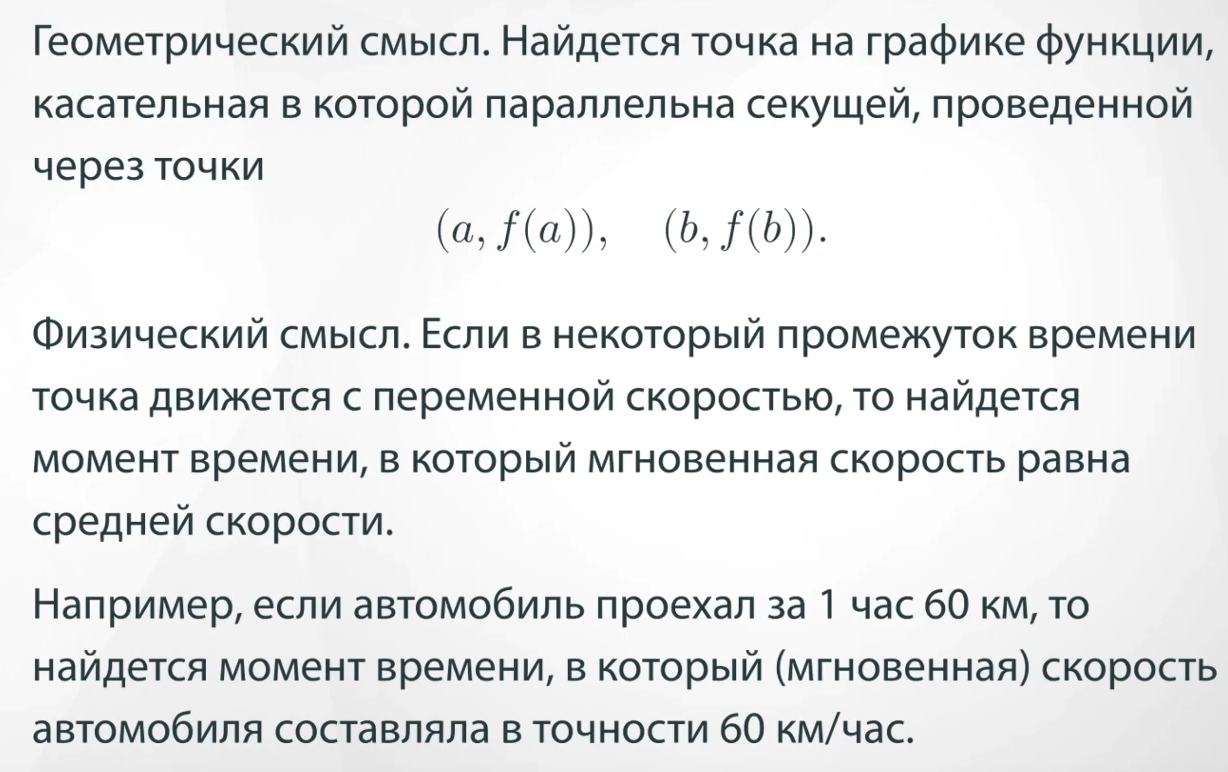 Геометрический смысл. Найдется точка на графике функции,
касательная в которой параллельна секущей, проведенной
через точки
(a, f(a)), (b, f(b)).
Физический смысл. Если в некоторый промежуток времени
точка движется с переменной скоростью, то найдется
момент времени, в который мгновенная скорость равна
средней скорости.
Например, если автомобиль проехал за 1 час 60 км, то
найдется момент времени, в который (мгновенная) скорость
автомобиля составляла в точности 60 км/час.